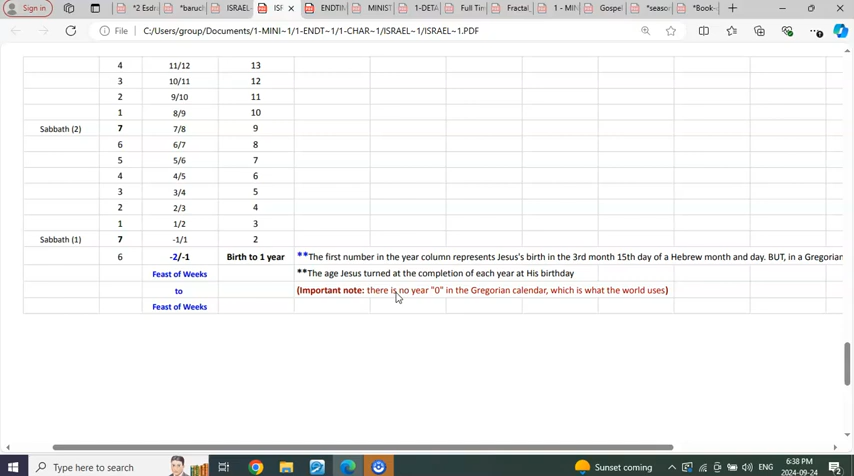 Sign in
*2 Esdra
*baruch
ISRAEL
ISF
ENDTIN
MINIST
1-DETA
Full Tin
Fractal
1 - MIN
Gospel
*season
*Book-
File | C:/Users/group/Documents/1-MINI~1/1-ENDT~1/1-CHAR~1/ISRAEL/ISRAEL~1.PDF
4 11/12 13
3 10/11 12
2 9/10 11
1 8/9 10
Sabbath (2) 7 7/8 9
6 6/7 8
5 5/6 7
4 4/5 6
3 3/4 5
2 2/3 4
1 1/2 3
Sabbath (1) 7 -1/1 2
6 -2/-1 Birth to 1 year **The first number in the year column represents Jesus's birth in the 3rd month 15th day of a Hebrew month and day. BUT, in a Gregorian
Feast of Weeks **The age Jesus turned at the completion of each year at His birthday
to (Important note: there is no year "0" in the Gregorian calendar, which is what the world uses)
Feast of Weeks
Type here to search
Sunset coming
ENG
6:38 PM
2024-09-24
2